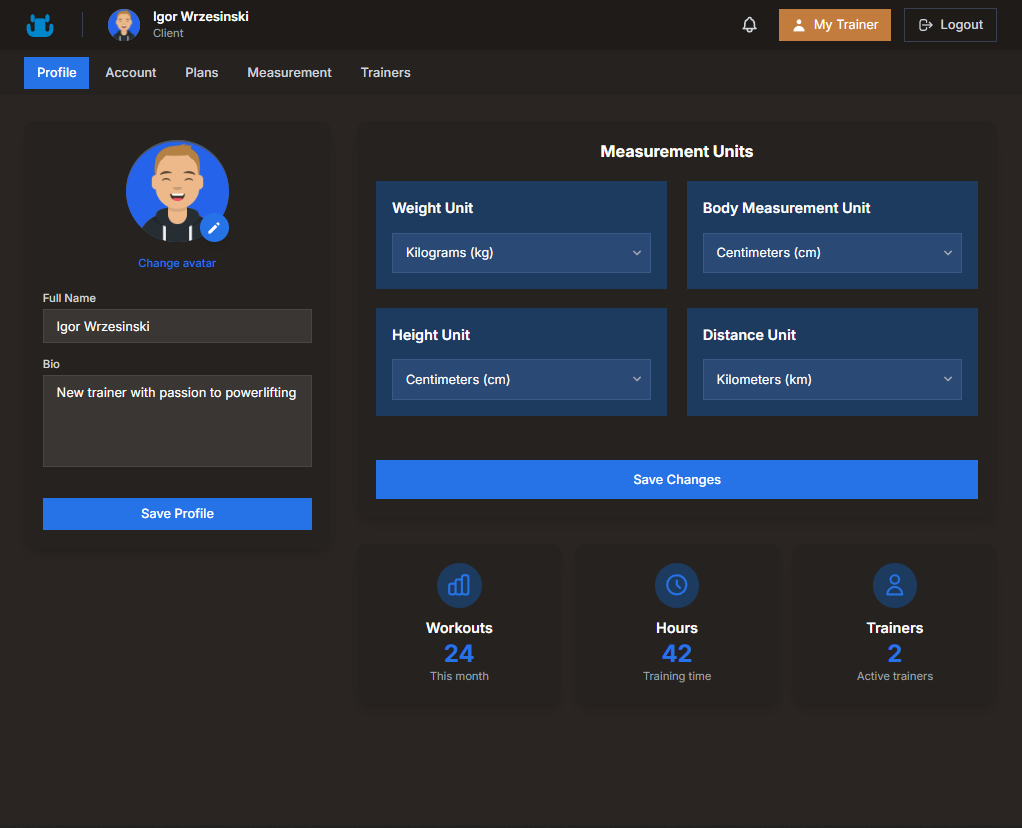 Igor Wrzesinski
Client
My Trainer
Logout
Profile
Account
Plans
Measurement
Trainers
Change avatar
Full Name
Igor Wrzesinski
Bio
New trainer with passion to powerlifting
Save Profile
Measurement Units
Weight Unit
Kilograms (kg)
Body Measurement Unit
Centimeters (cm)
Height Unit
Centimeters (cm)
Distance Unit
Kilometers (km)
Save Changes
Workouts
24
This month
Hours
42
Training time
Trainers
2
Active trainers